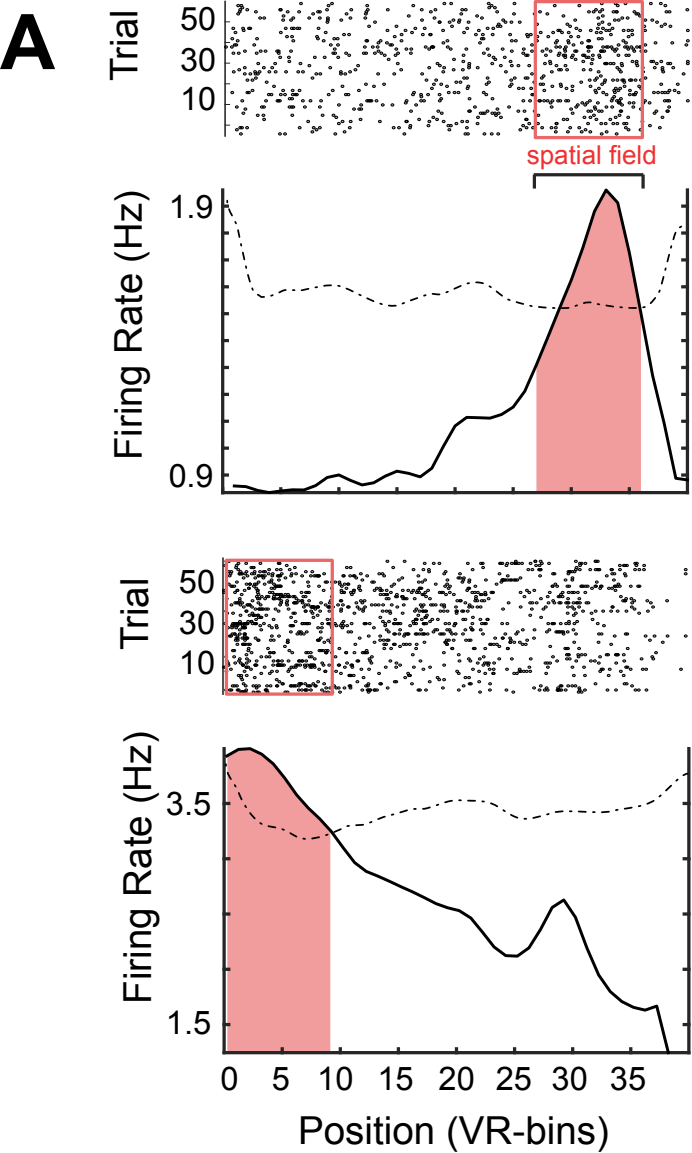 A
Trial
50
30
10
spatial field
Firing Rate (Hz)
1.9
0.9
Trial
50
30
10
Firing Rate (Hz)
3.5
1.5
0 5 10 15 20 25 30 35
Position (VR-bins)